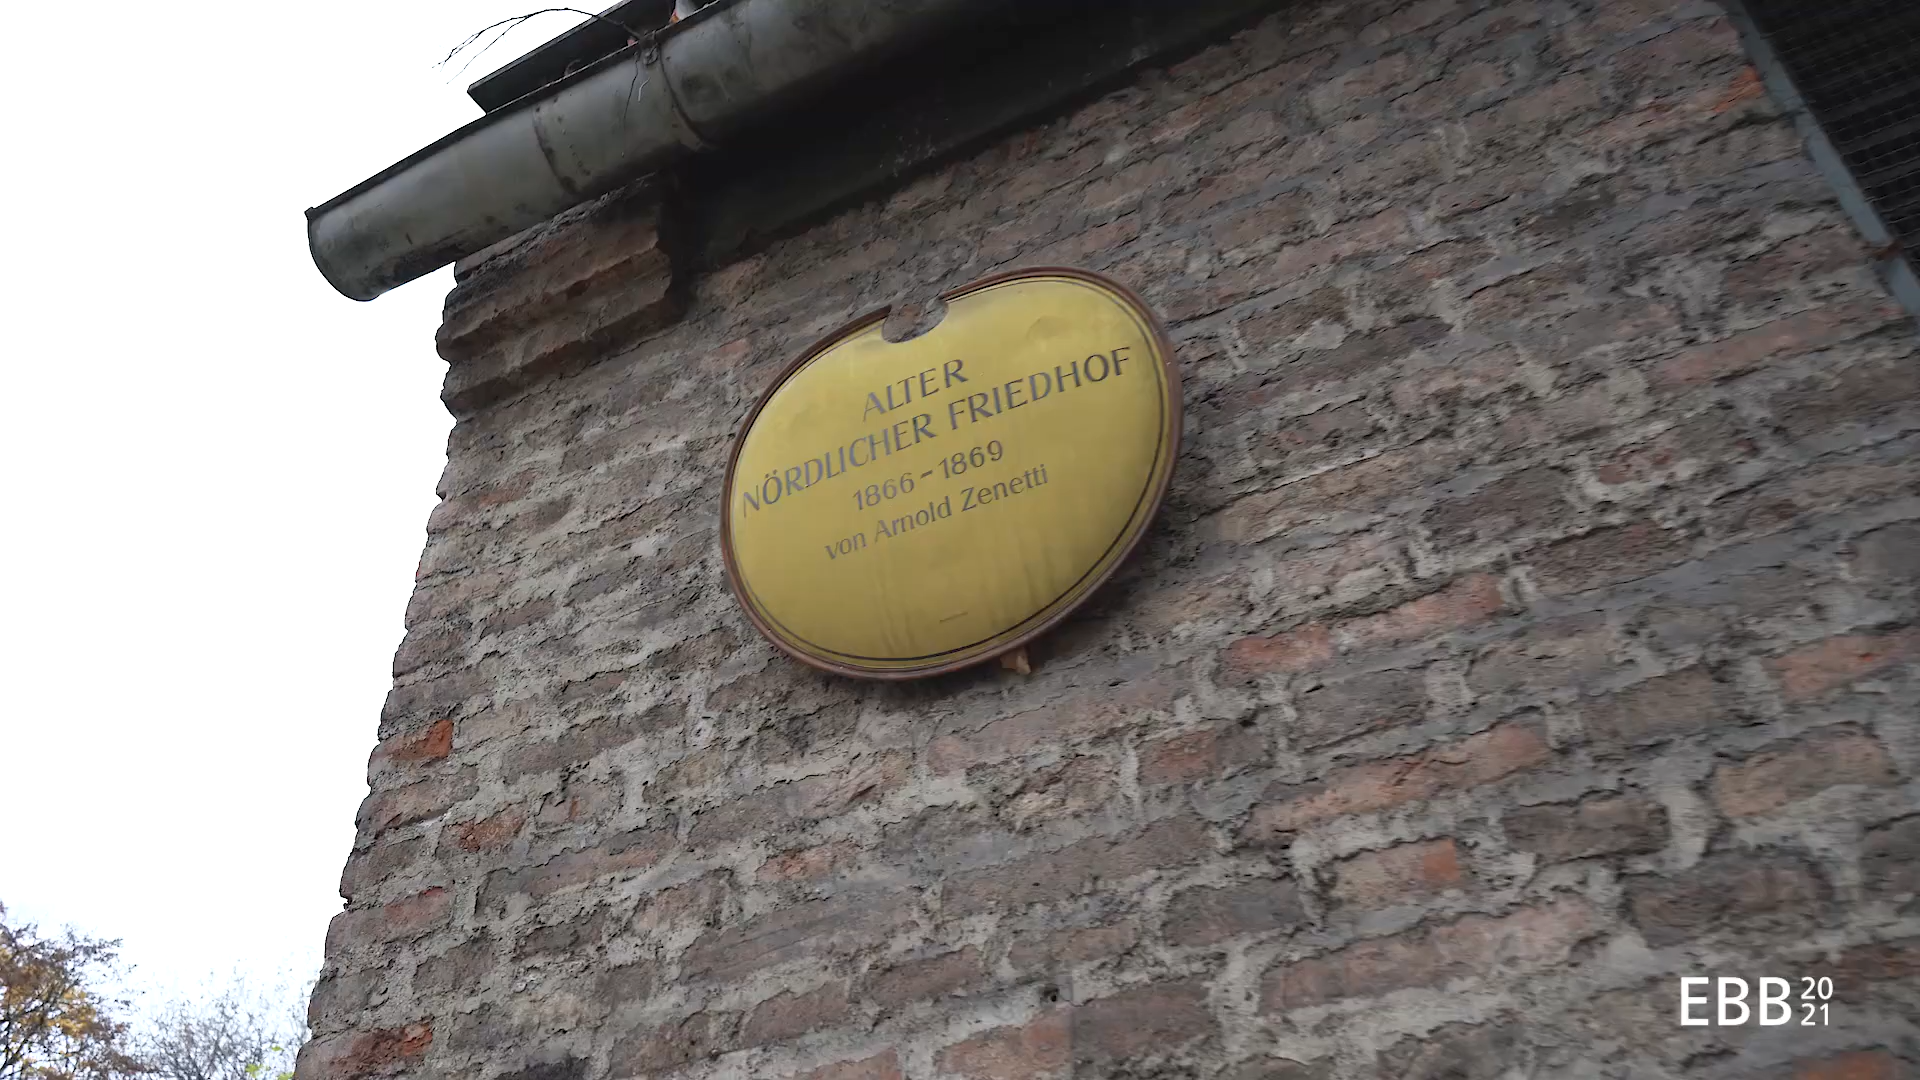 ALTER
NÖRDLICHER FRIEDHOF
1866 - 1869
von Arnold Zenetti
EBB 20
21